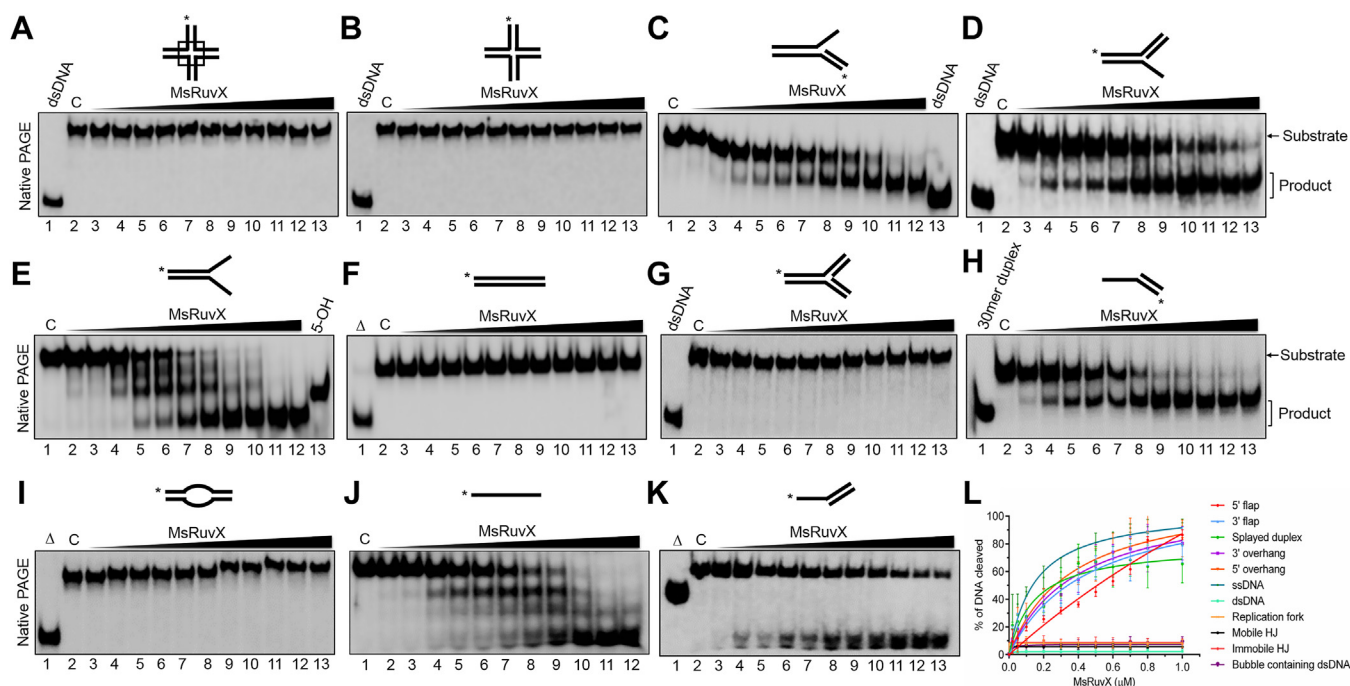 A B C D
* * * *
dsDNA C MsRuvX
dsDNA C MsRuvX
C MsRuvX dsDNA
dsDNA C MsRuvX
Native PAGE
Substrate
Product
1 2 3 4 5 6 7 8 9 10 11 12 13
1 2 3 4 5 6 7 8 9 10 11 12 13
1 2 3 4 5 6 7 8 9 10 11 12 13
1 2 3 4 5 6 7 8 9 10 11 12 13
E F G H
* * * *
C MsRuvX 5-OH
Δ C MsRuvX
dsDNA C MsRuvX
30mer duplex C MsRuvX
Native PAGE
Substrate
Product
1 2 3 4 5 6 7 8 9 10 11 12 13
1 2 3 4 5 6 7 8 9 10 11 12 13
1 2 3 4 5 6 7 8 9 10 11 12 13
1 2 3 4 5 6 7 8 9 10 11 12 13
I J K L
* * *
Δ C MsRuvX
C MsRuvX
Δ C MsRuvX
Native PAGE
1 2 3 4 5 6 7 8 9 10 11 12 13
1 2 3 4 5 6 7 8 9 10 11 12
1 2 3 4 5 6 7 8 9 10 11 12 13
% of DNA cleaved
100
80
60
40
20
0
0.0 0.2 0.4 0.6 0.8 1.0
MsRuvX (μM)
5' flap
3' flap
Splayed duplex
3' overhang
5' overhang
ssDNA
dsDNA
Replication fork
Mobile HJ
Immobile HJ
Bubble containing dsDNA